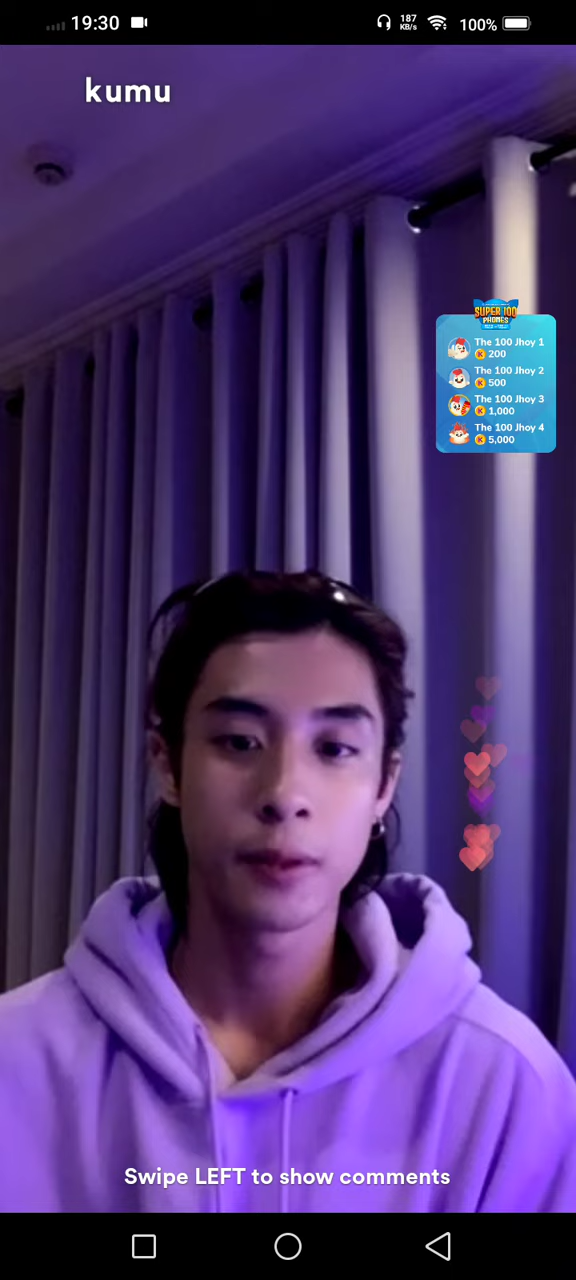 19:30
187
KB/s
100%
kumu
SUPER 100
PHONES
The 100 Jhoy 1
K 200
The 100 Jhoy 2
K 500
The 100 Jhoy 3
K 1,000
The 100 Jhoy 4
K 5,000
Swipe LEFT to show comments